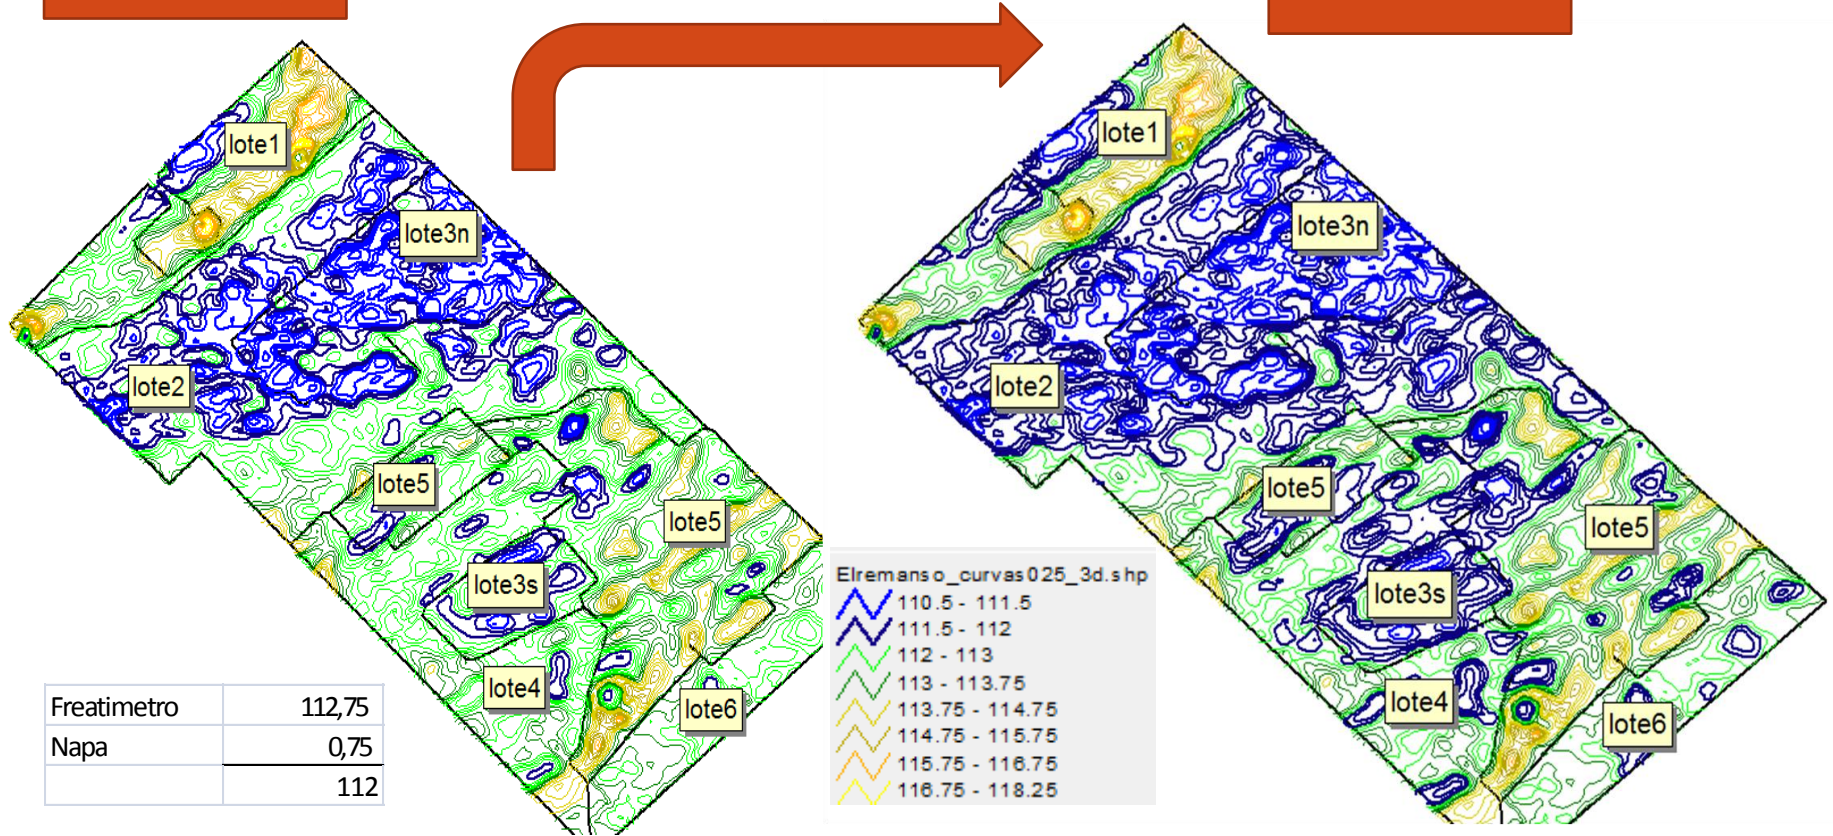 lote1
lote3n
lote2
lote5
lote5
lote3s
lote4
lote6
Freatimetro 112,75
Napa 0,75
112
lote1
lote3n
lote2
lote5
lote5
lote3s
lote4
lote6
Elremanso_curvas025_3d.shp
110.5 - 111.5
111.5 - 112
112 - 113
113 - 113.75
113.75 - 114.75
114.75 - 115.75
115.75 - 116.75
116.75 - 118.25